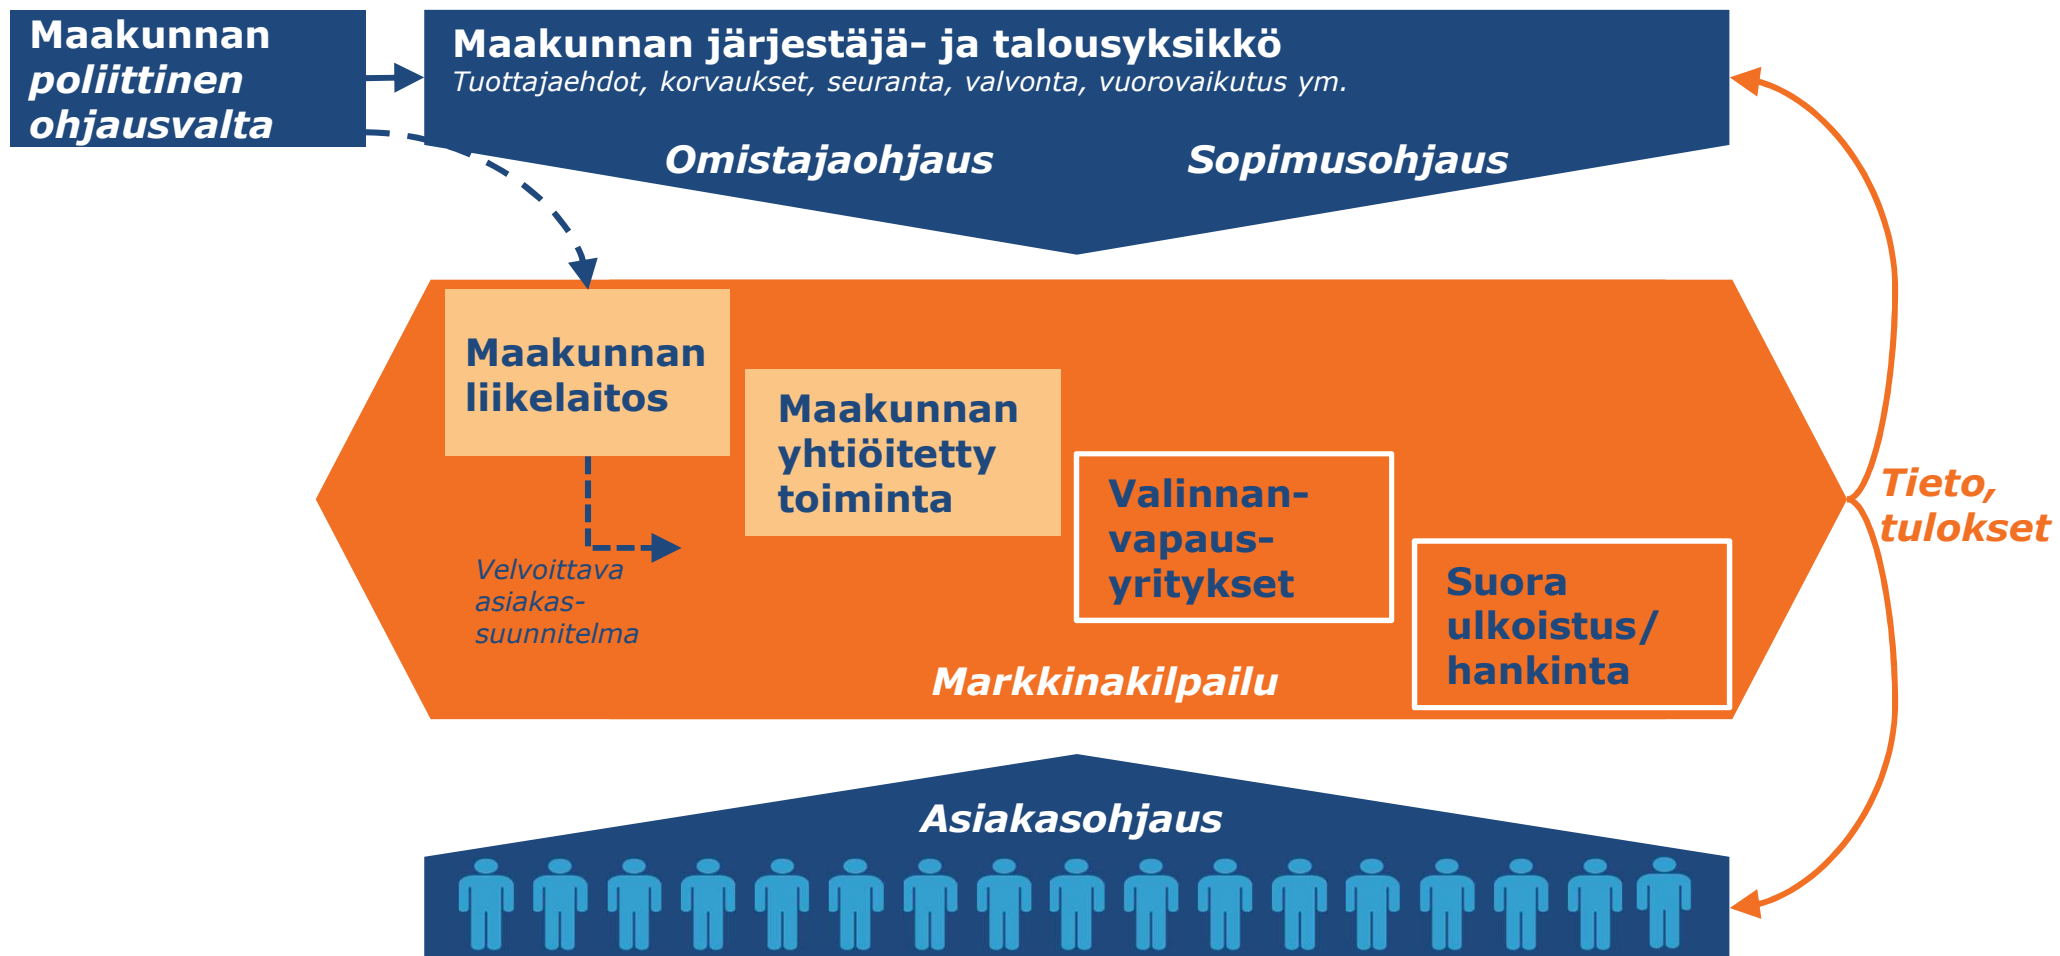 Maakunnan
poliittinen
ohjausvalta
Maakunnan järjestäjä- ja talousyksikkö
Tuottajaehdot, korvaukset, seuranta, valvonta, vuorovaikutus ym.
Omistajaohjaus
Sopimusohjaus
Maakunnan
liikelaitos
Maakunnan
yhtiöitetty
toiminta
Valinnan-
vapaus-
yritykset
Suora
ulkoistus/
hankinta
Velvoittava
asiakas-
suunnitelma
Markkinakilpailu
Tieto,
tulokset
Asiakasohjaus